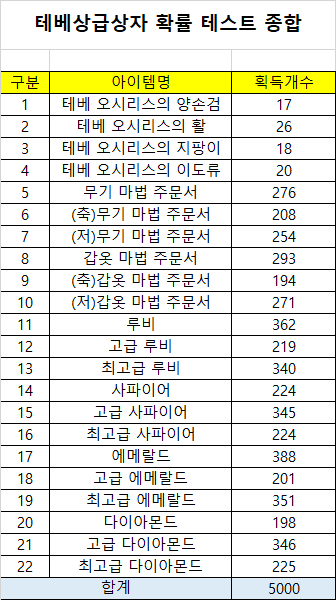 테베상급상자 확률 테스트 종합
구분 아이템명 획득개수
1 테베 오시리스의 양손검 17
2 테베 오시리스의 활 26
3 테베 오시리스의 지팡이 18
4 테베 오시리스의 이도류 20
5 무기 마법 주문서 276
6 (축)무기 마법 주문서 208
7 (저)무기 마법 주문서 254
8 갑옷 마법 주문서 293
9 (축)갑옷 마법 주문서 194
10 (저)갑옷 마법 주문서 271
11 루비 362
12 고급 루비 219
13 최고급 루비 340
14 사파이어 224
15 고급 사파이어 345
16 최고급 사파이어 224
17 에메랄드 388
18 고급 에메랄드 201
19 최고급 에메랄드 351
20 다이아몬드 198
21 고급 다이아몬드 346
22 최고급 다이아몬드 225
합계 5000